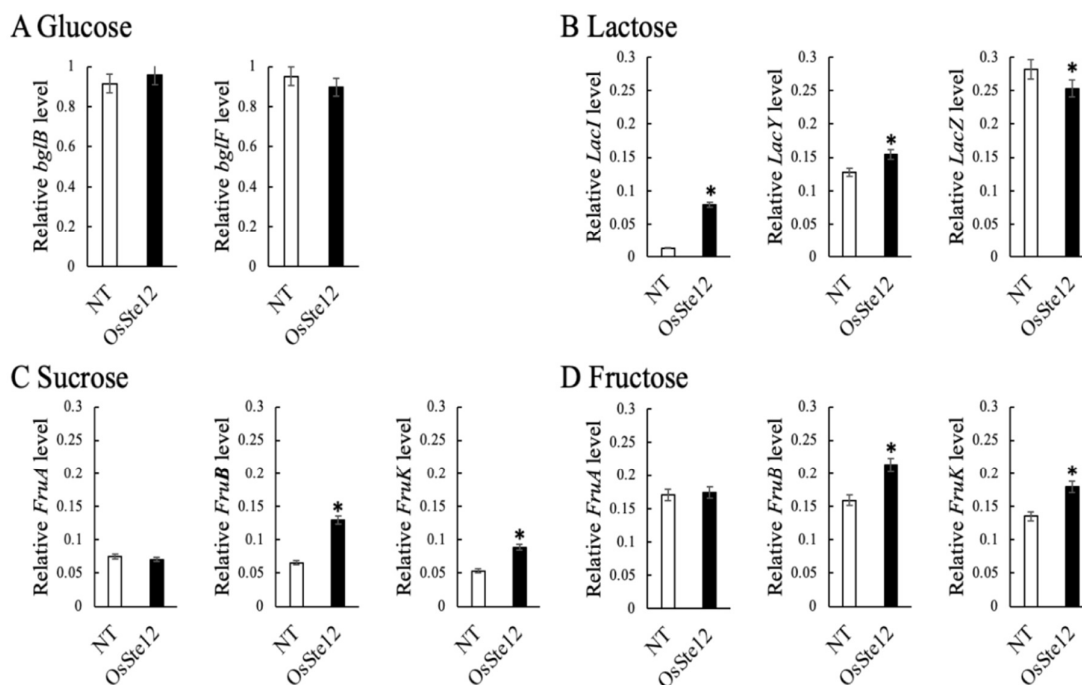 A Glucose
Relative bglB level
1
0.8
0.6
0.4
0.2
0
NT
OsSte12
Relative bglF level
1
0.8
0.6
0.4
0.2
0
NT
OsSte12
B Lactose
Relative LacI level
0.3
0.25
0.2
0.15
0.1
0.05
0
*
NT
OsSte12
Relative LacY level
0.3
0.25
0.2
0.15
0.1
0.05
0
*
NT
OsSte12
Relative LacZ level
0.3
0.25
0.2
0.15
0.1
0.05
0
*
NT
OsSte12
C Sucrose
Relative FruA level
0.3
0.25
0.2
0.15
0.1
0.05
0
NT
OsSte12
Relative FruB level
0.3
0.25
0.2
0.15
0.1
0.05
0
*
NT
OsSte12
Relative FruK level
0.3
0.25
0.2
0.15
0.1
0.05
0
*
NT
OsSte12
D Fructose
Relative FruA level
0.3
0.25
0.2
0.15
0.1
0.05
0
NT
OsSte12
Relative FruB level
0.3
0.25
0.2
0.15
0.1
0.05
0
*
NT
OsSte12
Relative FruK level
0.3
0.25
0.2
0.15
0.1
0.05
0
*
NT
OsSte12